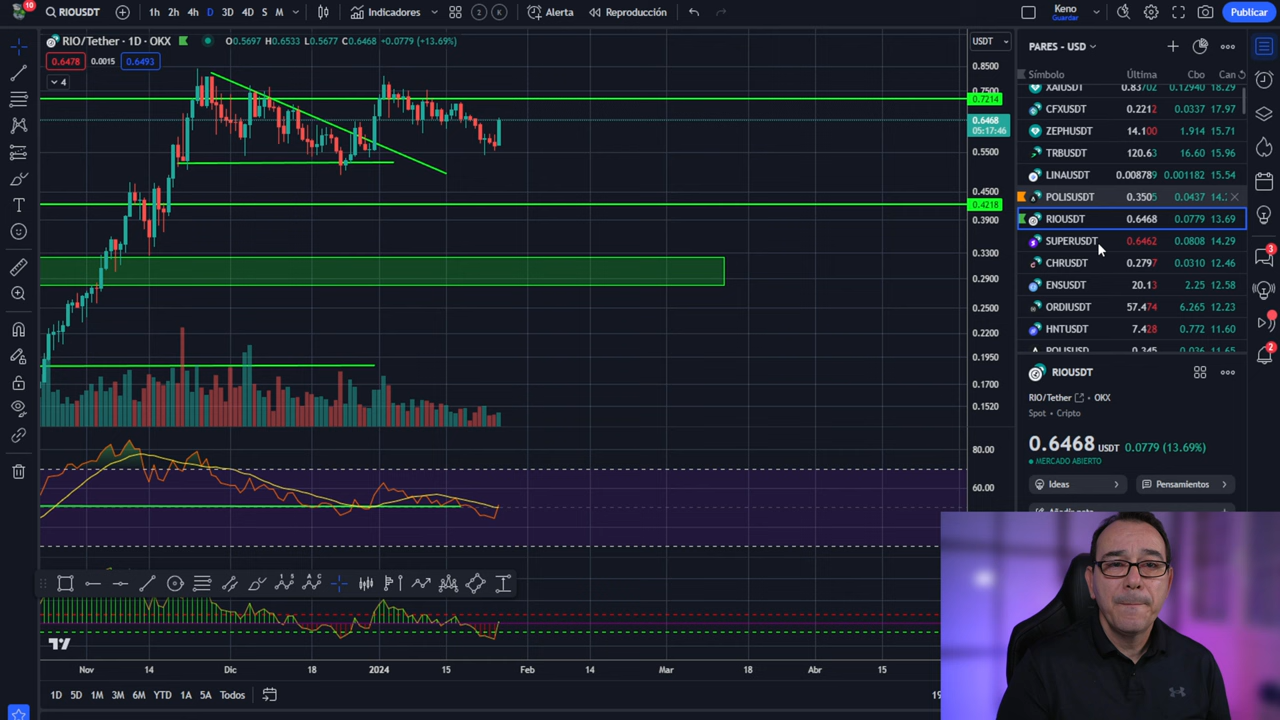 10
RIOUSDT
1h 2h 4h D 3D 4D S M
Indicadores
2 K
Alerta
Reproducción
Keno
Guardar
Publicar
RIO/Tether · 1D · OKX
O0.5697 H0.6533 L0.5677 C0.6468 +0.0779 (+13.69%)
0.6478 0.0015 0.6493
4
USDT
0.8500
0.7500
0.7214
0.6468
05:17:46
0.5500
0.4500
0.4218
0.3900
0.3300
0.2900
0.2500
0.2200
0.1950
0.1700
0.1520
80.00
60.00
Nov 14 Dic 18 2024 15 Feb 14 Mar 18 Abr 15
1D 5D 1M 3M 6M YTD 1A 5A Todos
19
PARES - USD
Símbolo Última Cbo Can
XAIUSDT 0.83702 0.12940 18.29
CFXUSDT 0.2212 0.0337 17.97
ZEPHUSDT 14.100 1.914 15.71
TRBUSDT 120.63 16.60 15.96
LINAUSDT 0.008789 0.001182 15.54
POLISUSDT 0.3505 0.0437 14.:
RIOUSDT 0.6468 0.0779 13.69
SUPERUSDT 0.6462 0.0808 14.29
CHRUSDT 0.2797 0.0310 12.46
ENSUSDT 20.13 2.25 12.58
ORDIUSDT 57.474 6.265 12.23
HNTUSDT 7.428 0.772 11.60
POLISUSD 0.345 0.036 11.65
RIOUSDT
RIO/Tether · OKX
Spot · Cripto
0.6468 USDT 0.0779 (13.69%)
MERCADO ABIERTO
Ideas
Pensamientos
Añadir nota
3
2